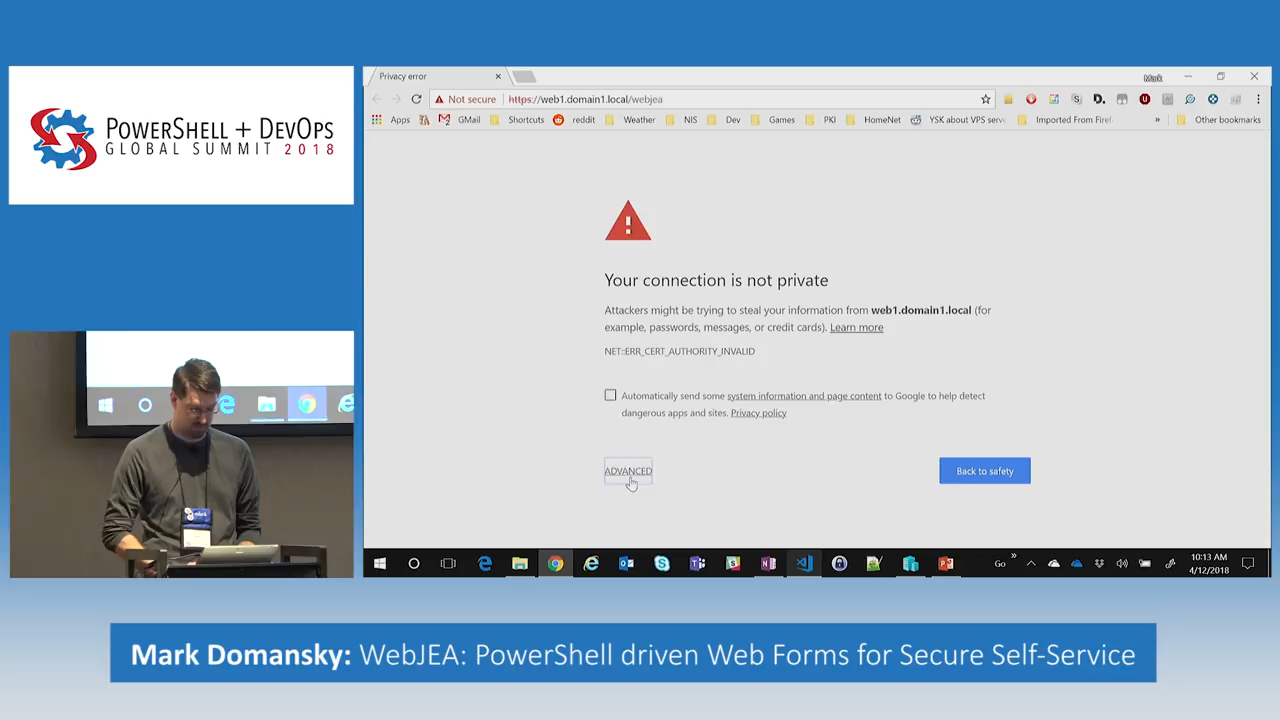 POWERSHELL + DEVOPS
GLOBAL SUMMIT 2018
Privacy error
Mark
Not secure
https://web1.domain1.local/webjea
Apps
GMail
Shortcuts
reddit
Weather
NIS
Dev
Games
PKI
HomeNet
YSK about VPS serv
Imported From Firef
»
Other bookmarks
Your connection is not private
Attackers might be trying to steal your information from web1.domain1.local (for
example, passwords, messages, or credit cards). Learn more
NET::ERR_CERT_AUTHORITY_INVALID
Automatically send some system information and page content to Google to help detect
dangerous apps and sites. Privacy policy
ADVANCED
Back to safety
Go
»
10:13 AM
4/12/2018
Mark Domansky: WebJEA: PowerShell driven Web Forms for Secure Self-Service